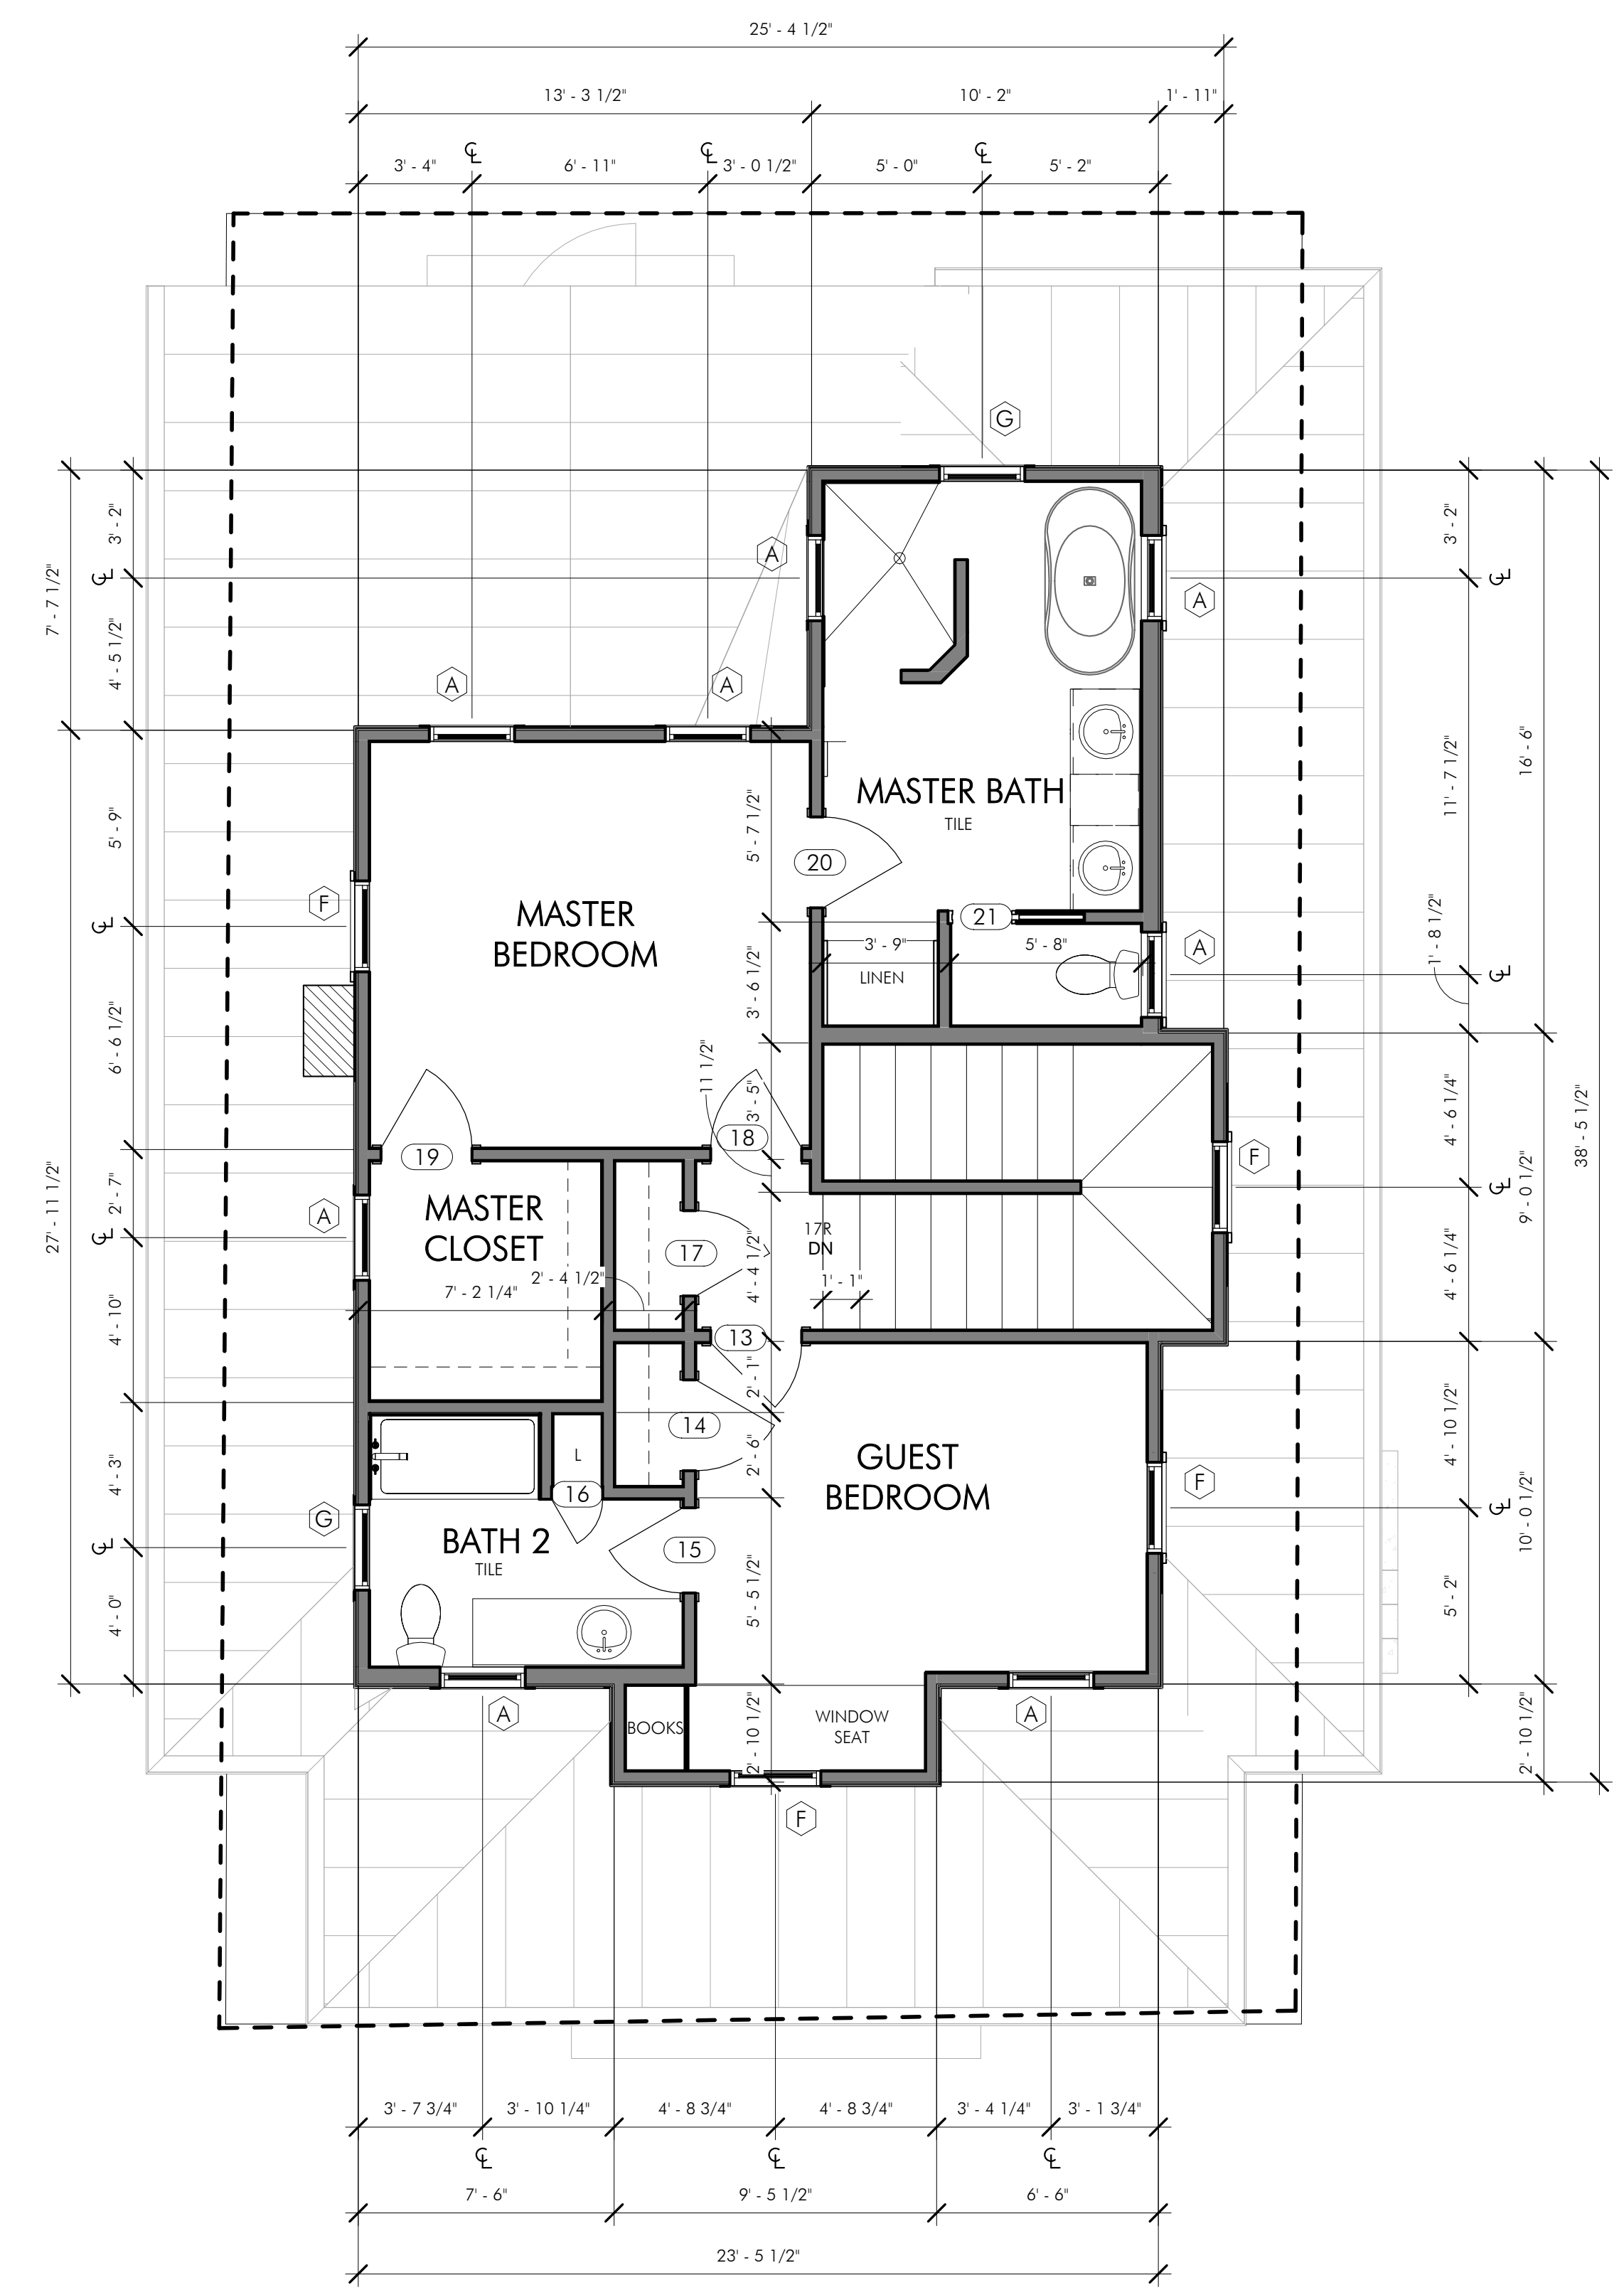 25' - 4 1/2"
13' - 3 1/2"
10' - 2"
1' - 11"
3' - 4"
6' - 11"
3' - 0 1/2"
5' - 0"
5' - 2"
℄
℄
℄
G
A
A
A
A
3' - 2"
℄
7' - 7 1/2"
4' - 5 1/2"
5' - 9"
F
℄
6' - 6 1/2"
2' - 7"
A
℄
27' - 11 1/2"
4' - 10"
4' - 3"
G
℄
4' - 0"
MASTER BATH
TILE
20
5' - 7 1/2"
MASTER
BEDROOM
21
3' - 9"
5' - 8"
LINEN
A
3' - 6 1/2"
11 1/2"
3' - 5"
18
19
MASTER
CLOSET
7' - 2 1/4"
2' - 4 1/2"
17
4' - 4 1/2"
17R
DN
1' - 1"
F
13
2' - 1"
14
2' - 6"
L
16
GUEST
BEDROOM
F
BATH 2
TILE
15
5' - 5 1/2"
A
BOOKS
2' - 10 1/2"
WINDOW
SEAT
A
F
3' - 2"
℄
11' - 7 1/2"
16' - 6"
1' - 8 1/2"
℄
4' - 6 1/4"
℄
9' - 0 1/2"
4' - 6 1/4"
38' - 5 1/2"
4' - 10 1/2"
℄
10' - 0 1/2"
5' - 2"
2' - 10 1/2"
3' - 7 3/4"
3' - 10 1/4"
4' - 8 3/4"
4' - 8 3/4"
3' - 4 1/4"
3' - 1 3/4"
℄
℄
℄
7' - 6"
9' - 5 1/2"
6' - 6"
23' - 5 1/2"